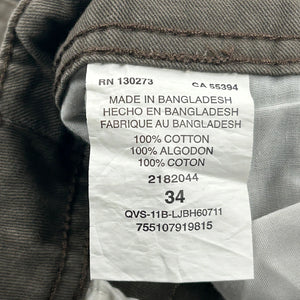 RN 130273 CA 55394
MADE IN BANGLADESH
HECHO EN BANGLADESH
FABRIQUE AU BANGLADESH
100% COTTON
100% ALGODON
100% COTON
2182044
34
QVS-11B-LJBH60711
755107919815